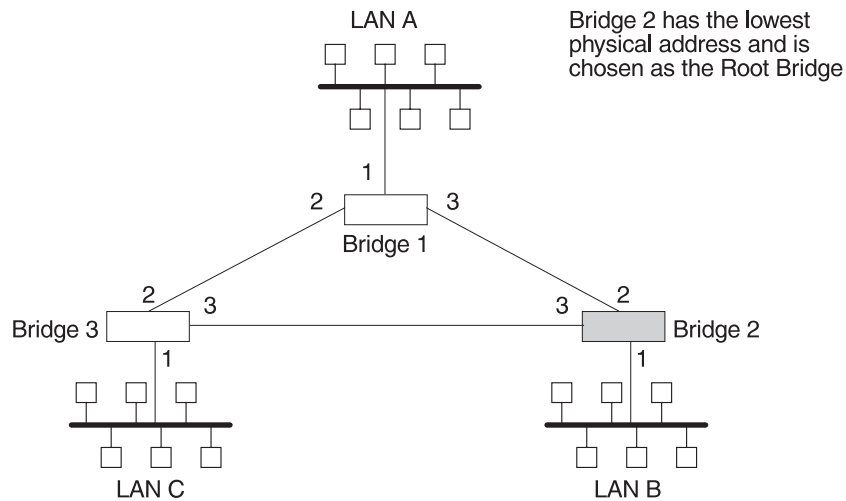 LAN A
Bridge 2 has the lowest
physical address and is
chosen as the Root Bridge
1
2
3
Bridge 1
2
3
3
2
Bridge 3
Bridge 2
1
1
LAN C
LAN B